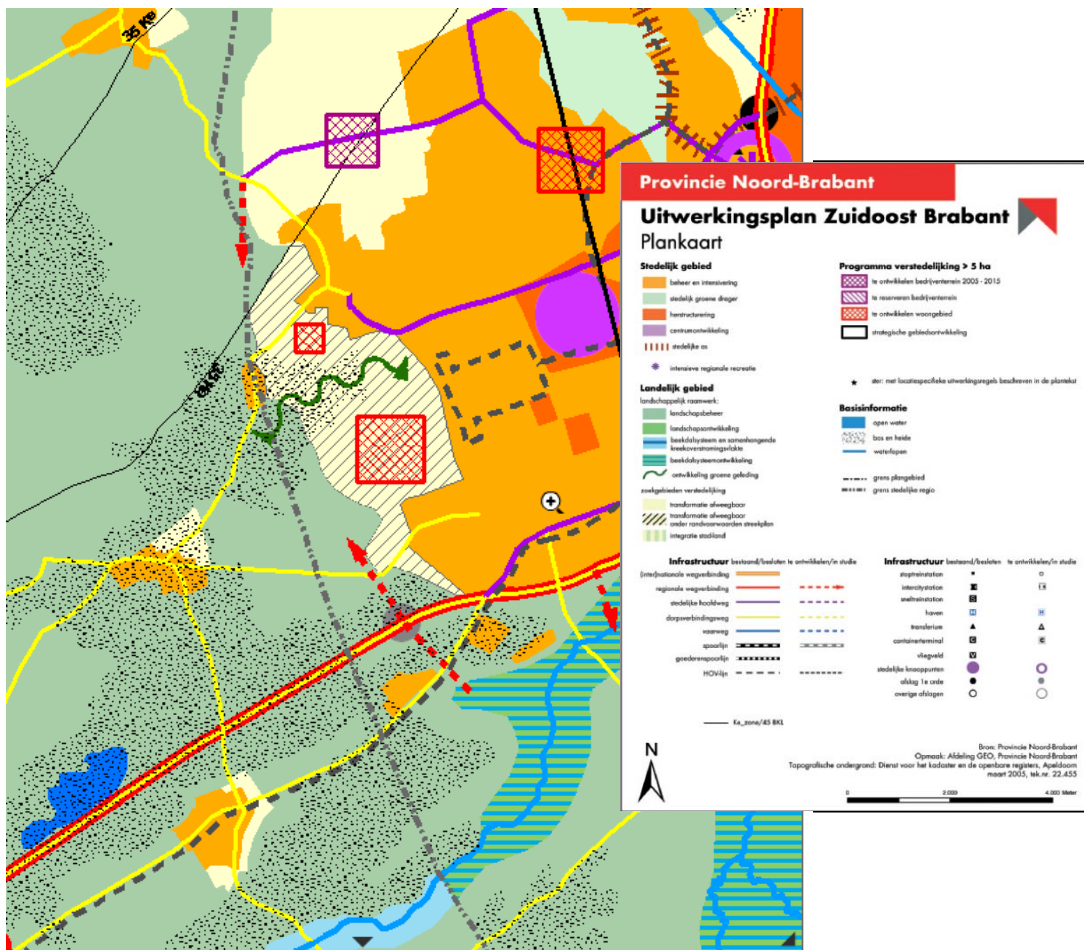 35 Ke
Provincie Noord-Brabant
Uitwerkingsplan Zuidoost Brabant
Plankaart
Stedelijk gebied
beheer en intensivering
stedelijk groene drager
herstructurering
centrumontwikkeling
stedelijke as
intensieve regionale recreatie
Landelijk gebied
landschappelijk raamwerk:
landschapsbeheer
landschapsontwikkeling
beekdalsysteem en samenhangende
kreekoverstromingsvlakte
beekdalsysteemontwikkeling
ontwikkeling groene geleding
zoekgebieden verstedelijking
transformatie afweegbaar
transformatie afweegbaar
onder randvoorwaarden streekplan
integratie stad-land
Programma verstedelijking > 5 ha
te ontwikkelen bedrijventerrein 2005 - 2015
te reserveren bedrijventerrein
te ontwikkelen woongebied
strategische gebiedsontwikkeling
ster: met locatiespecifieke uitwerkingsregels beschreven in de plantekst
Basisinformatie
open water
bos en heide
waterlopen
grens plangebied
grens stedelijke regio
Infrastructuur bestaand/besloten te ontwikkelen/in studie
(inter)nationale wegverbinding
regionale wegverbinding
stedelijke hoofdweg
dorpsverbindingsweg
vaarweg
spoorlijn
goederenspoorlijn
HOV-lijn
Ke_zone/45 BKL
Infrastructuur bestaand/besloten te ontwikkelen/in studie
stoptreinstation
intercitystation
sneltreinstation
S
haven
H H
transferium
containerterminal
C C
vliegveld
V
stedelijke knooppunten
afslag 1e orde
overige afslagen
N
Bron: Provincie Noord-Brabant
Opmaak: Afdeling GEO, Provincie Noord-Brabant
Topografische ondergrond: Dienst voor het kadaster en de openbare registers, Apeldoorn
maart 2005, tek.nr. 22.455
0 2.000 4.000 Meter